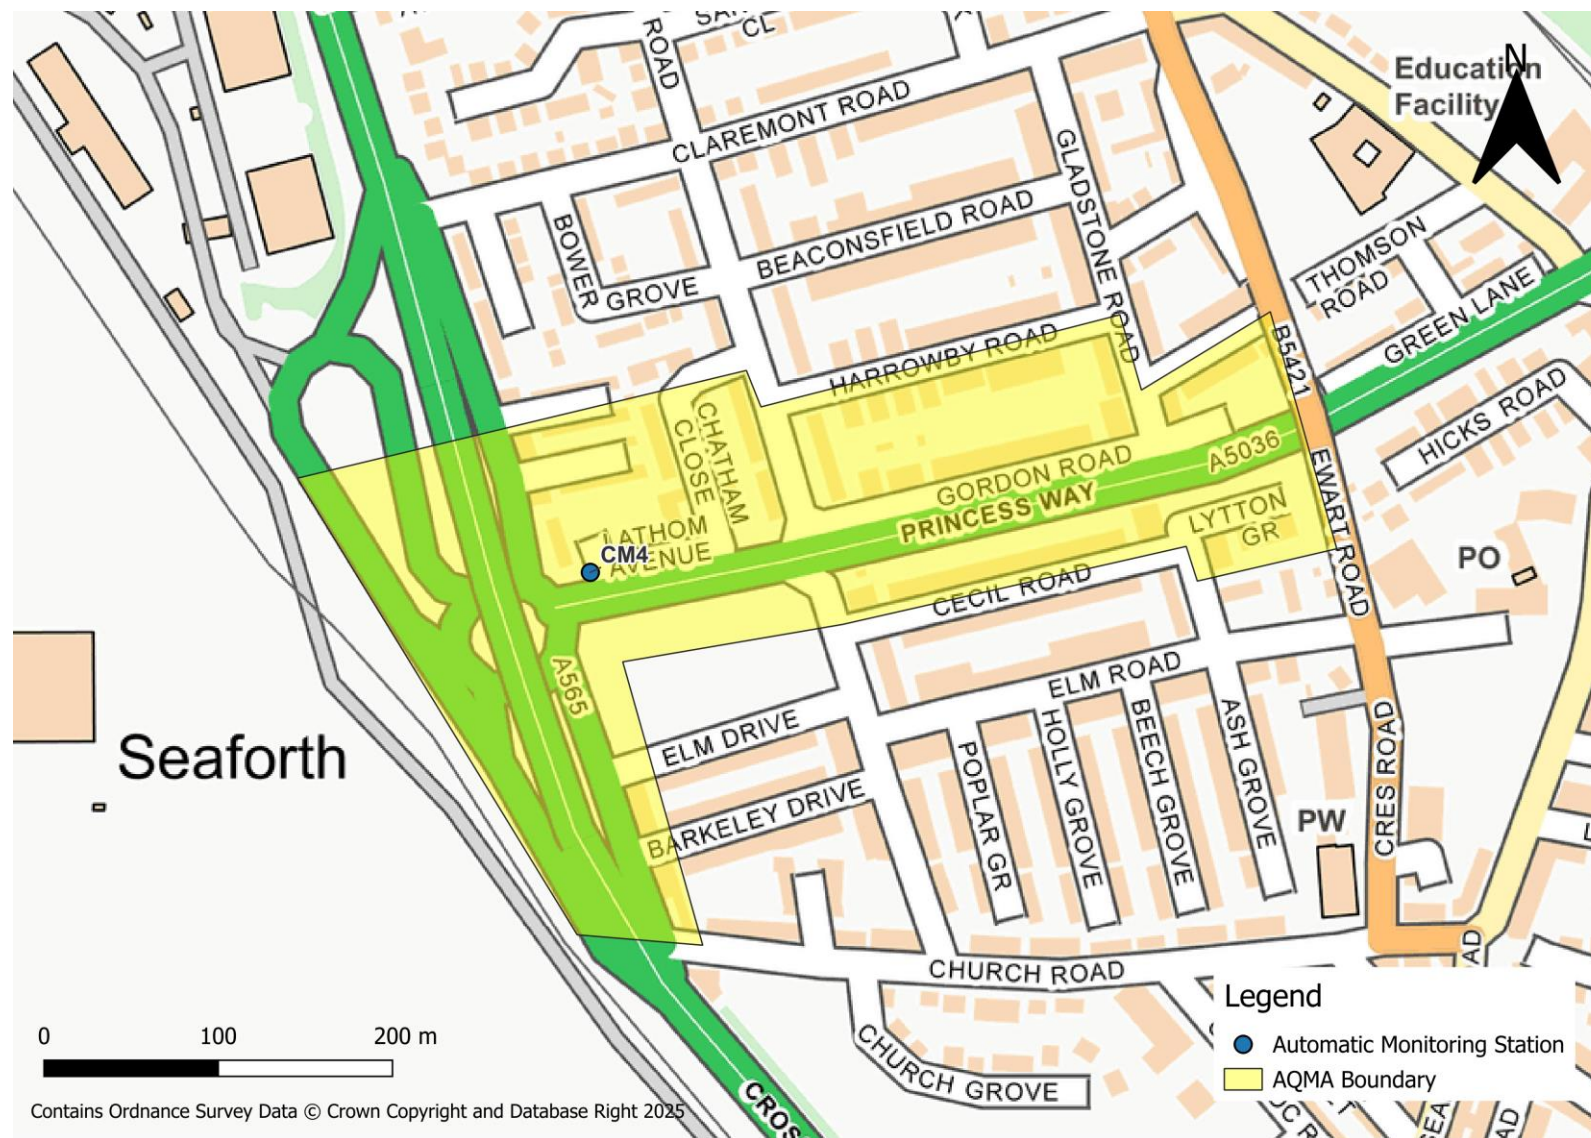 ROAD
CL
CLAREMONT ROAD
Education
Facility
N
GLADSTONE ROAD
BOWER
GROVE
BEACONSFIELD ROAD
THOMSON
ROAD
GREEN LANE
HARROWBY ROAD
B5421
HICKS ROAD
CHATHAM
CLOSE
GORDON ROAD
A5036
PRINCESS WAY
LATHOM
AVENUE
CM4
LYTTON
GR
EWART ROAD
PO
CECIL ROAD
A565
ELM ROAD
ELM DRIVE
BARKELEY DRIVE
POPLAR GR
HOLLY GROVE
BEECH GROVE
ASH GROVE
CRES ROAD
PW
Seaforth
CHURCH ROAD
CHURCH GROVE
Legend
Automatic Monitoring Station
AQMA Boundary
0 100 200 m
Contains Ordnance Survey Data © Crown Copyright and Database Right 2025